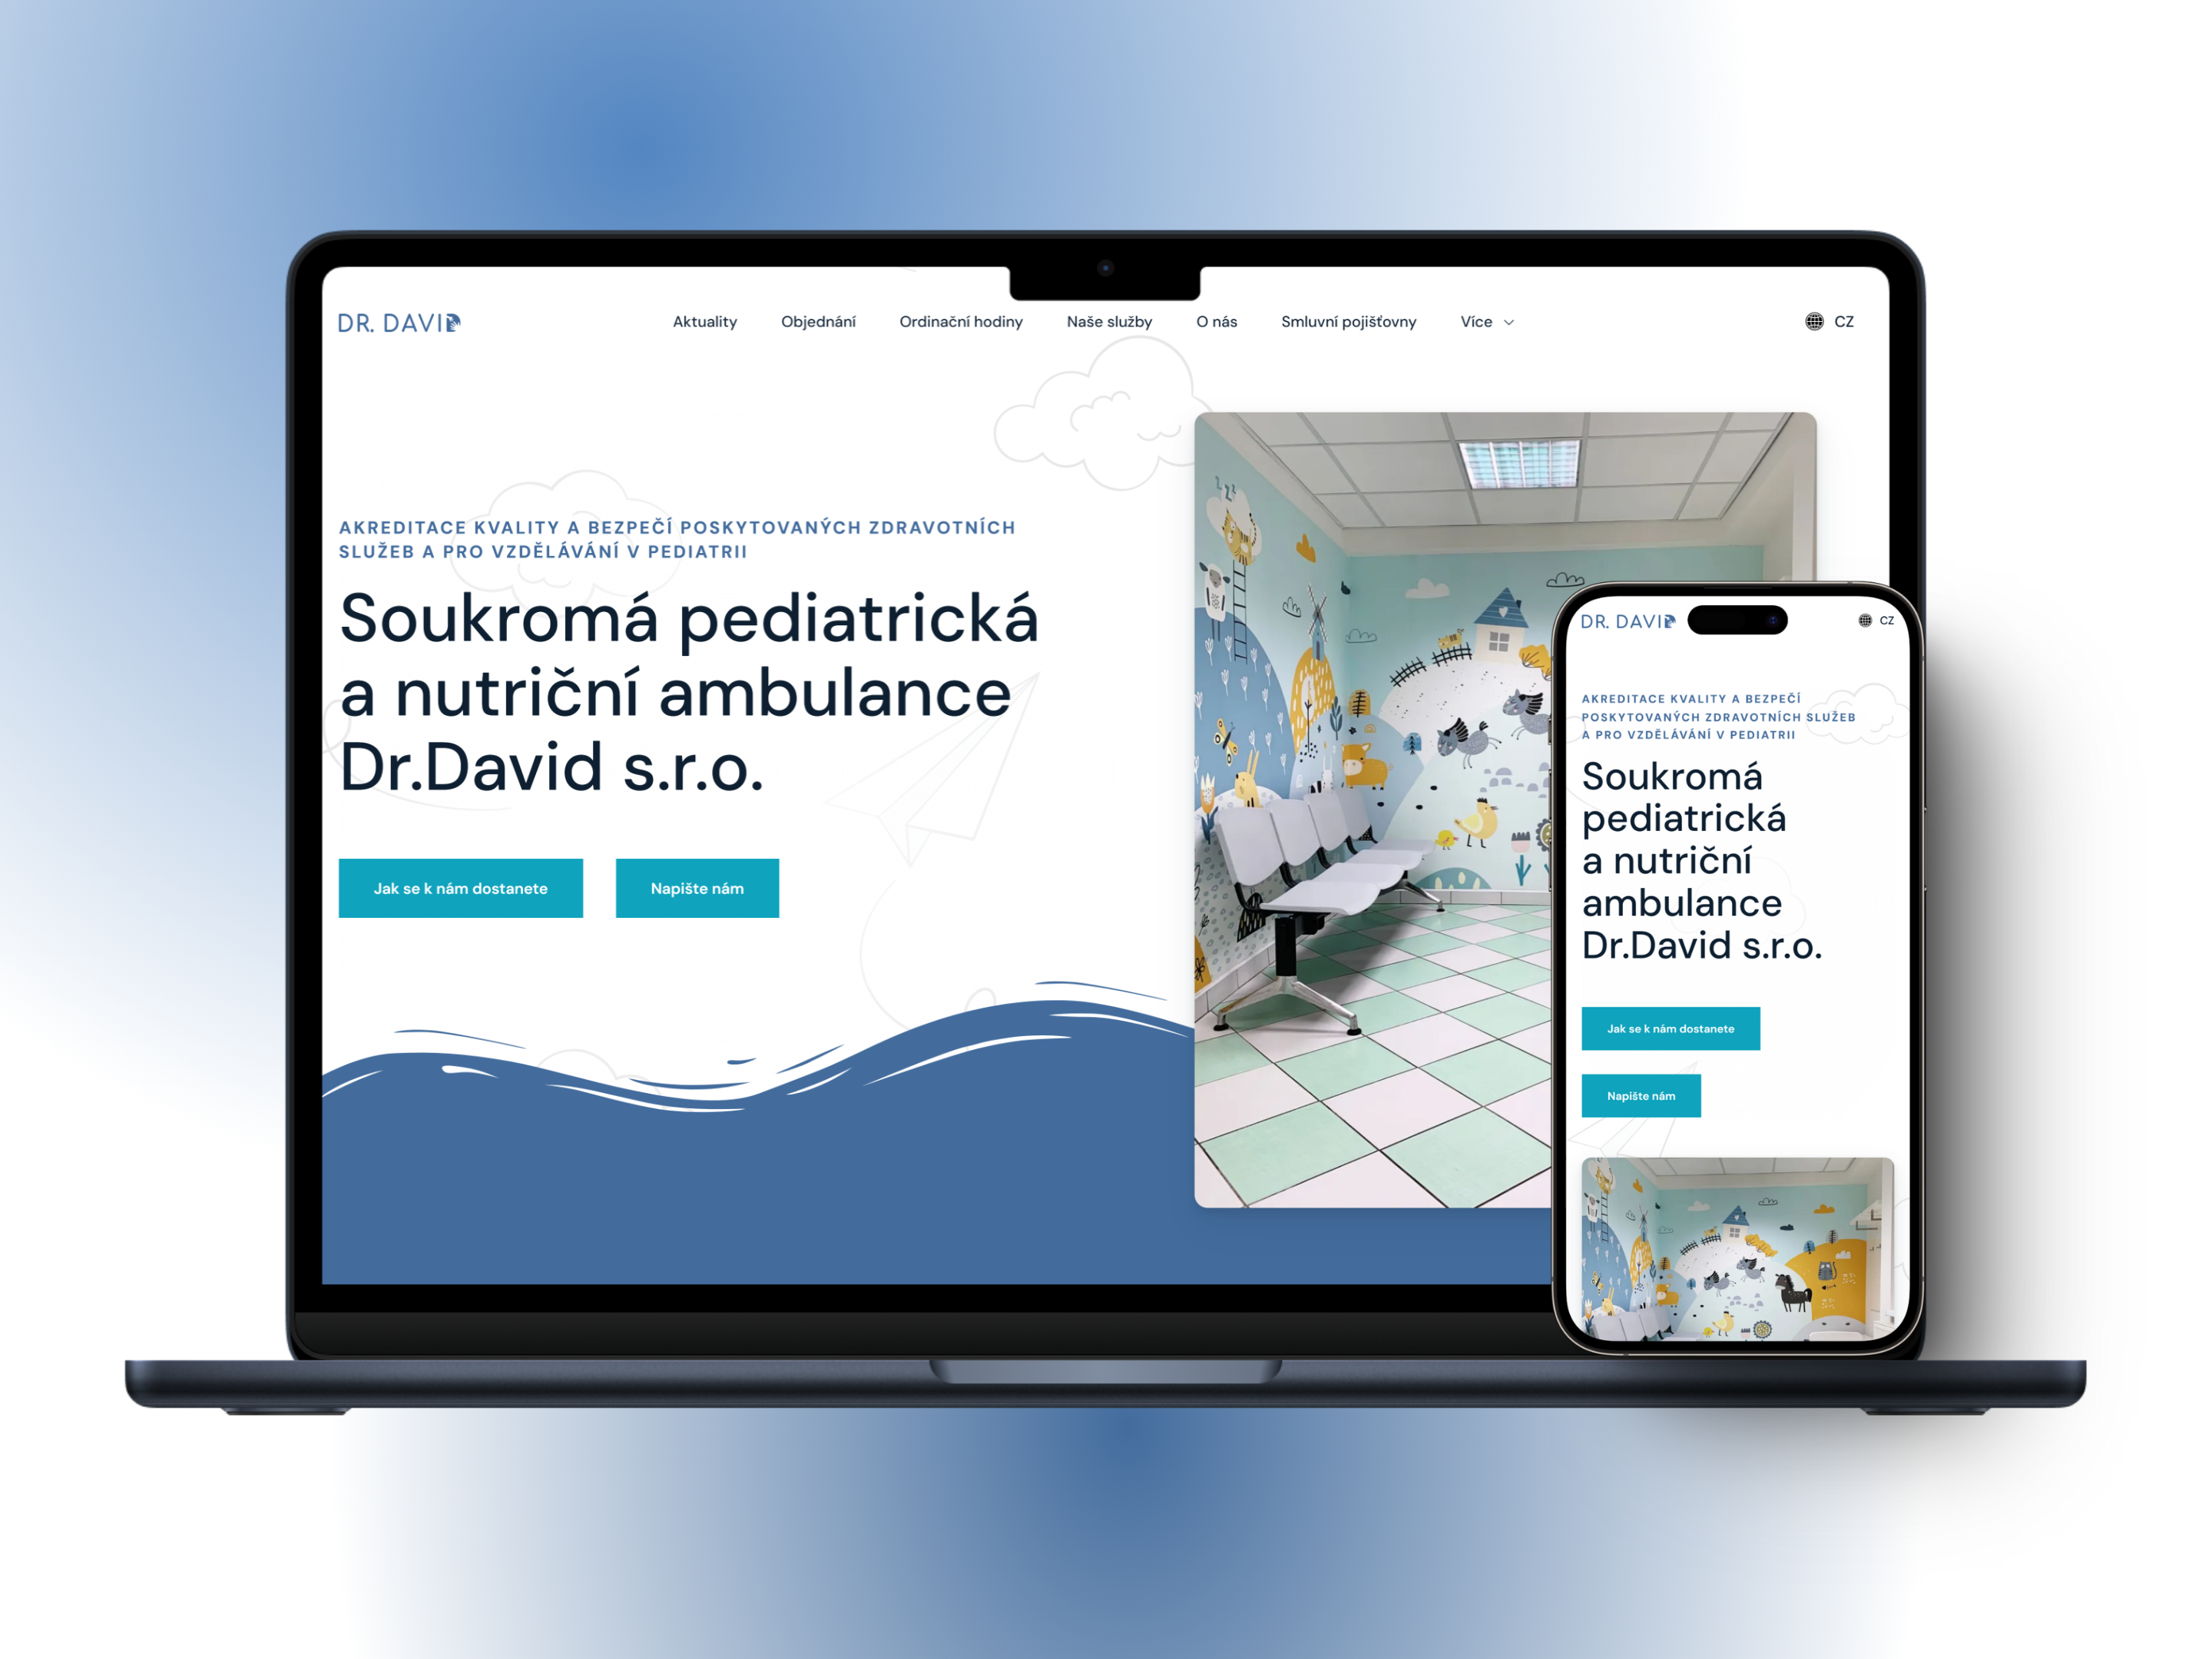 DR. DAVID
Aktuality Objednání Ordinační hodiny Naše služby O nás Smluvní pojišťovny Více
CZ
AKREDITACE KVALITY A BEZPEČÍ POSKYTOVANÝCH ZDRAVOTNÍCH
SLUŽEB A PRO VZDĚLÁVÁNÍ V PEDIATRII
Soukromá pediatrická
a nutriční ambulance
Dr.David s.r.o.
Jak se k nám dostanete
Napište nám
zzz
DR. DAVID
CZ
AKREDITACE KVALITY A BEZPEČÍ
POSKYTOVANÝCH ZDRAVOTNÍCH SLUŽEB
A PRO VZDĚLÁVÁNÍ V PEDIATRII
Soukromá
pediatrická
a nutriční
ambulance
Dr.David s.r.o.
Jak se k nám dostanete
Napište nám